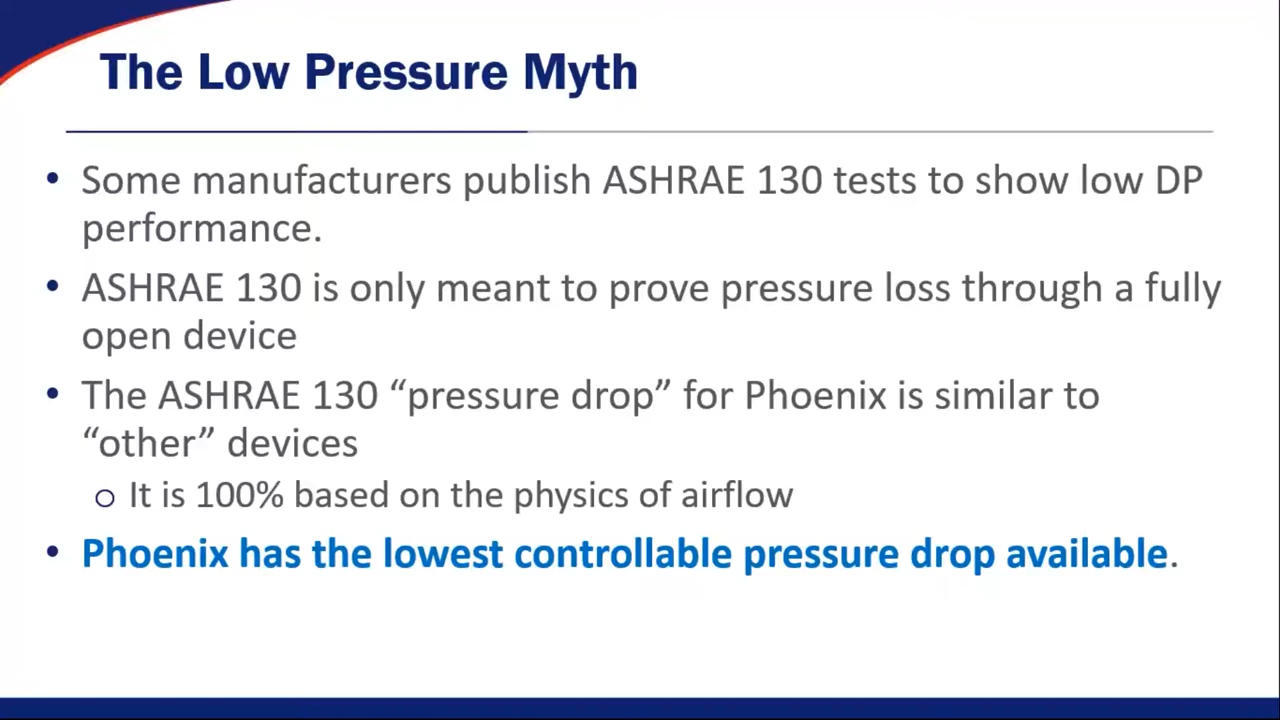 The Low Pressure Myth
• Some manufacturers publish ASHRAE 130 tests to show low DP
performance.
• ASHRAE 130 is only meant to prove pressure loss through a fully
open device
• The ASHRAE 130 “pressure drop” for Phoenix is similar to
“other” devices
o It is 100% based on the physics of airflow
• Phoenix has the lowest controllable pressure drop available.